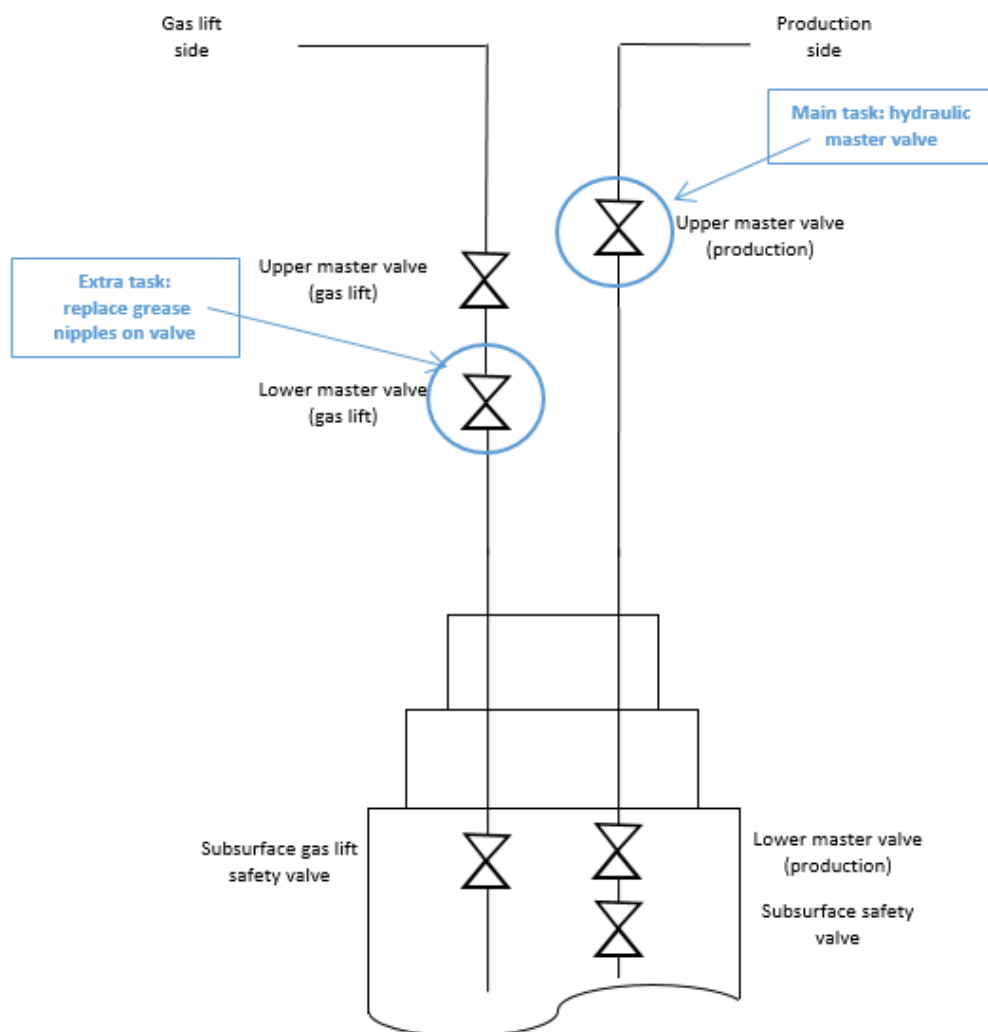 Gas lift
side
Production
side
Main task: hydraulic
master valve
Upper master valve
(production)
Upper master valve
(gas lift)
Extra task:
replace grease
nipples on valve
Lower master valve
(gas lift)
Subsurface gas lift
safety valve
Lower master valve
(production)
Subsurface safety
valve